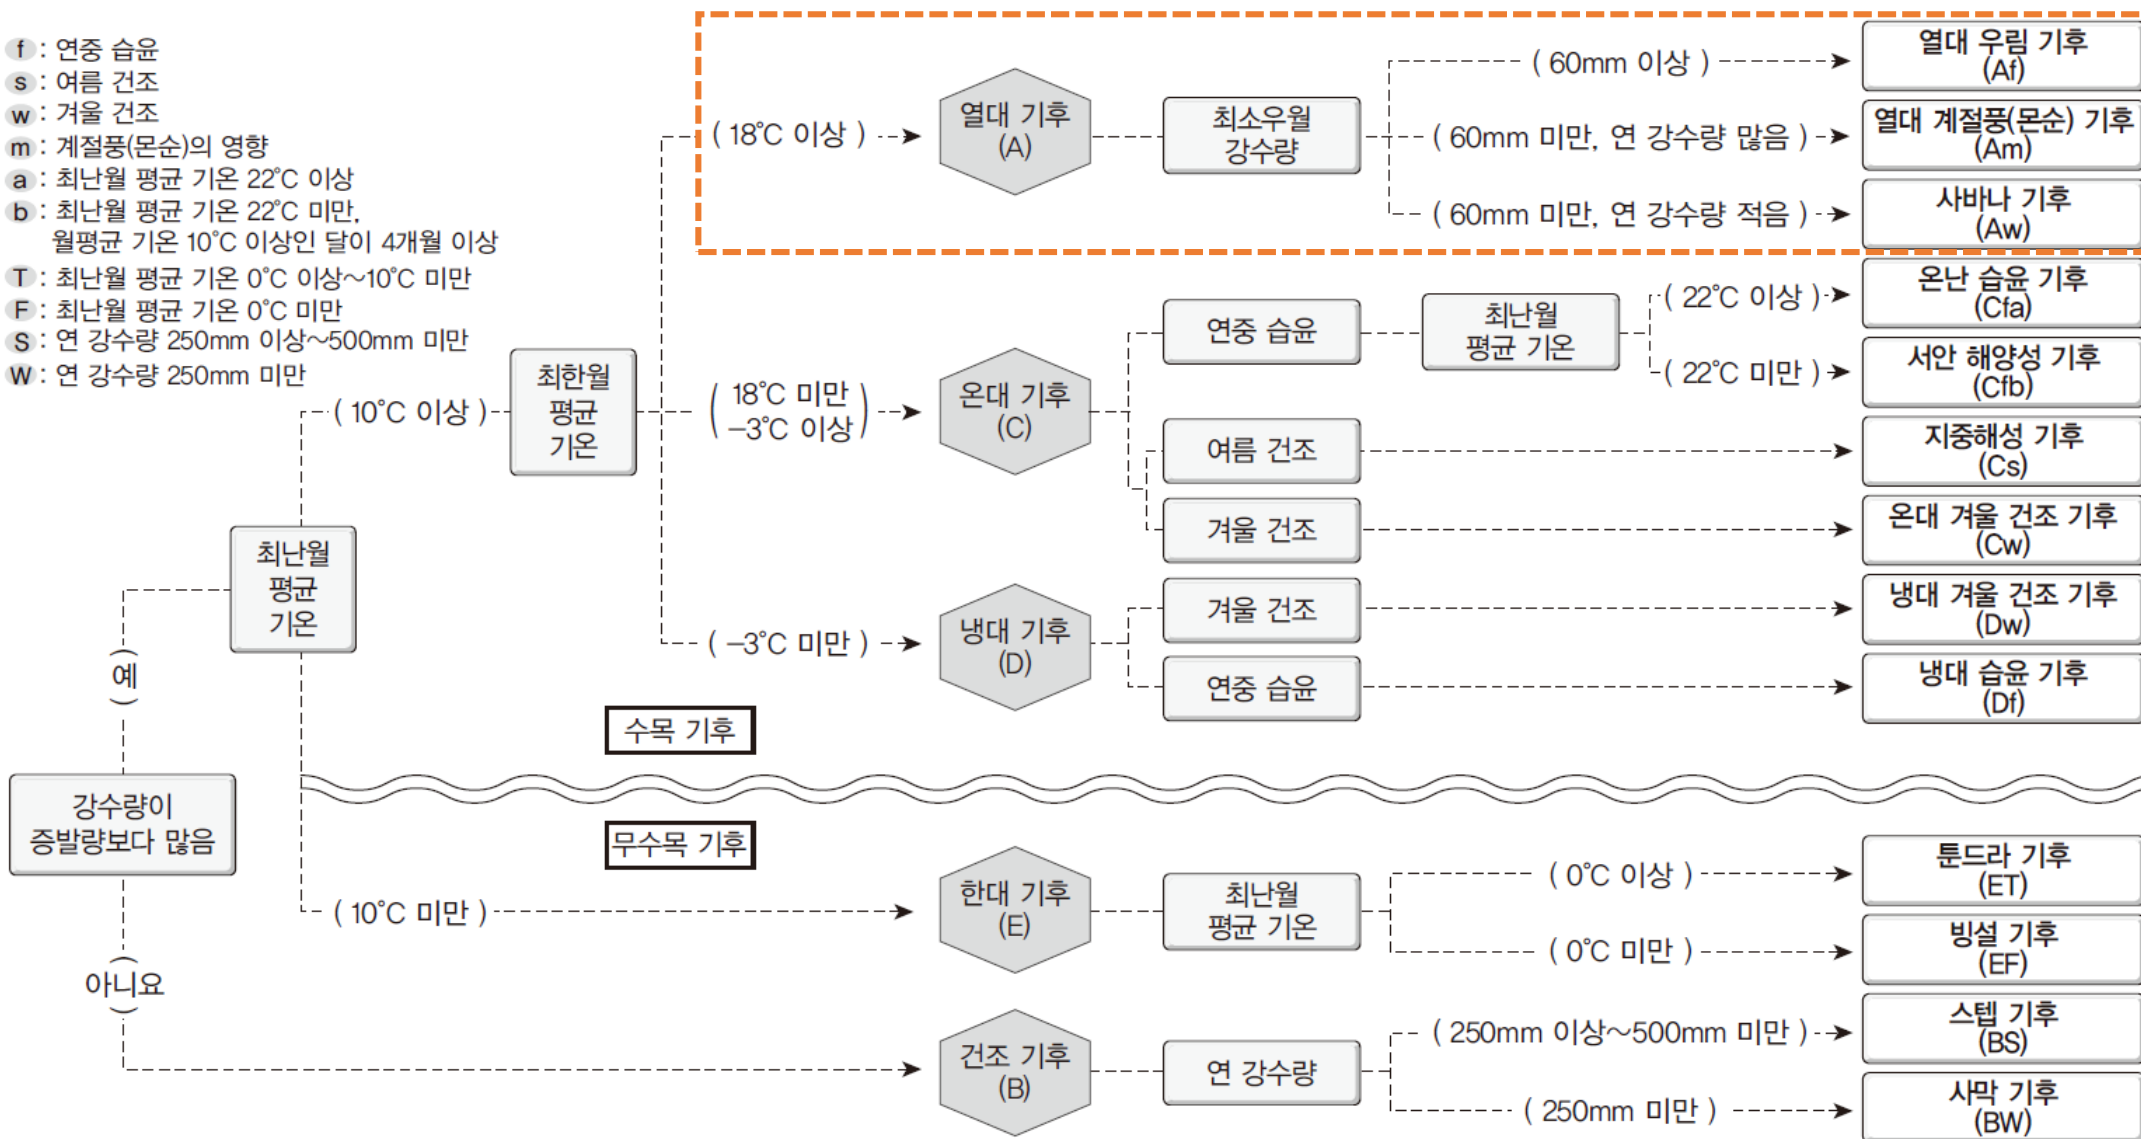 f : 연중 습윤
s : 여름 건조
w : 겨울 건조
m : 계절풍(몬순)의 영향
a : 최난월 평균 기온 22℃ 이상
b : 최난월 평균 기온 22℃ 미만,
월평균 기온 10℃ 이상인 달이 4개월 이상
T : 최난월 평균 기온 0℃ 이상~10℃ 미만
F : 최난월 평균 기온 0℃ 미만
S : 연 강수량 250mm 이상~500mm 미만
W : 연 강수량 250mm 미만
강수량이
증발량보다 많음
(예)
(아니요)
최난월
평균
기온
( 10℃ 이상 )
( 10℃ 미만 )
최한월
평균
기온
( 18℃ 이상 )
열대 기후
(A)
최소우월
강수량
( 60mm 이상 )
열대 우림 기후
(Af)
( 60mm 미만, 연 강수량 많음 )
열대 계절풍(몬순) 기후
(Am)
( 60mm 미만, 연 강수량 적음 )
사바나 기후
(Aw)
( 18℃ 미만
–3℃ 이상 )
온대 기후
(C)
연중 습윤
최난월
평균 기온
( 22℃ 이상 )
온난 습윤 기후
(Cfa)
( 22℃ 미만 )
서안 해양성 기후
(Cfb)
여름 건조
지중해성 기후
(Cs)
겨울 건조
온대 겨울 건조 기후
(Cw)
( –3℃ 미만 )
냉대 기후
(D)
겨울 건조
냉대 겨울 건조 기후
(Dw)
연중 습윤
냉대 습윤 기후
(Df)
수목 기후
무수목 기후
한대 기후
(E)
최난월
평균 기온
( 0℃ 이상 )
툰드라 기후
(ET)
( 0℃ 미만 )
빙설 기후
(EF)
건조 기후
(B)
연 강수량
( 250mm 이상~500mm 미만 )
스텝 기후
(BS)
( 250mm 미만 )
사막 기후
(BW)